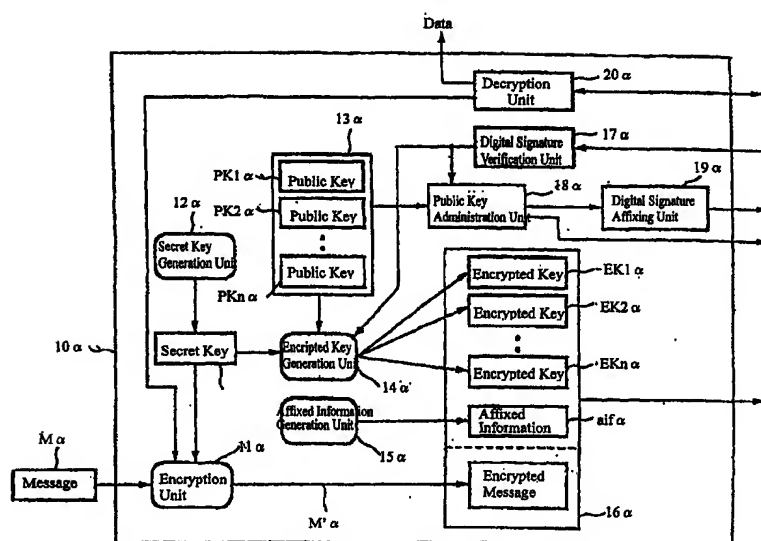 Data
20 α
Decryption
Unit
13 α
17 α
Digital Signature
Verification Unit
PK1 α
Public Key
18 α
19 α
12 α
PK2 α
Public Key
Public Key
Administration Unit
Digital Signature
Affixing Unit
Secret Key
Generation Unit
Public Key
Encrypted Key
EK1 α
PKn α
Encrypted Key
EK2 α
10 α
Secret Key
Encripted Key
Generation Unit
14 α
Encrypted Key
EKn α
Affixed Information
Generation Unit
15 α
Affixed
Information
aif α
M α
Message
Encryption
Unit
Encrypted
Message
M' α
16 α